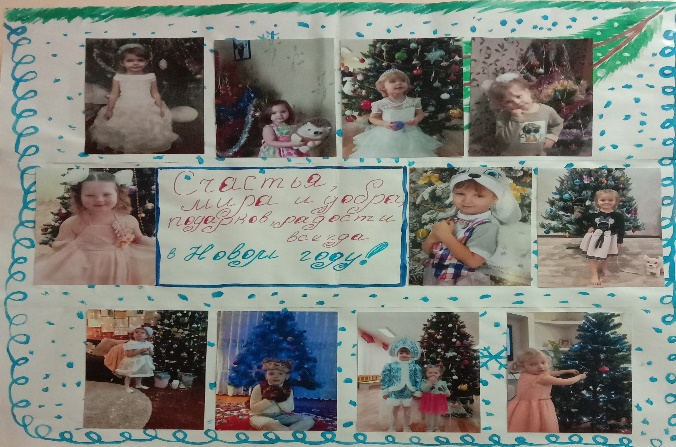 Счастья,
мира и добра,
подарков, радости
всегда
в Новом году!